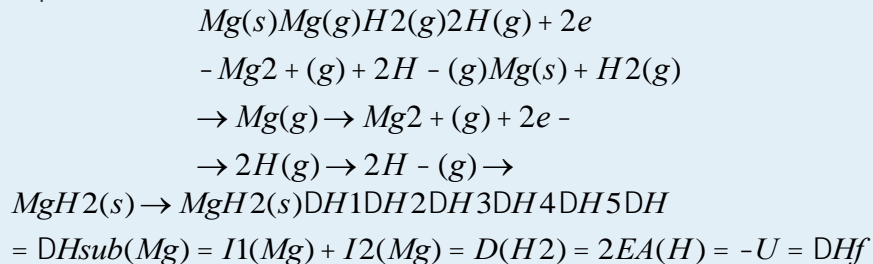 Mg(s)Mg(g)H2(g)2H(g) + 2e
- Mg2 + (g) + 2H - (g)Mg(s) + H2(g)
→ Mg(g) → Mg2 + (g) + 2e -
→ 2H(g) → 2H - (g) →
MgH2(s) → MgH2(s)DH1DH2DH3DH4DH5DH
= DHsub(Mg) = I1(Mg) + I2(Mg) = D(H2) = 2EA(H) = -U = DHf